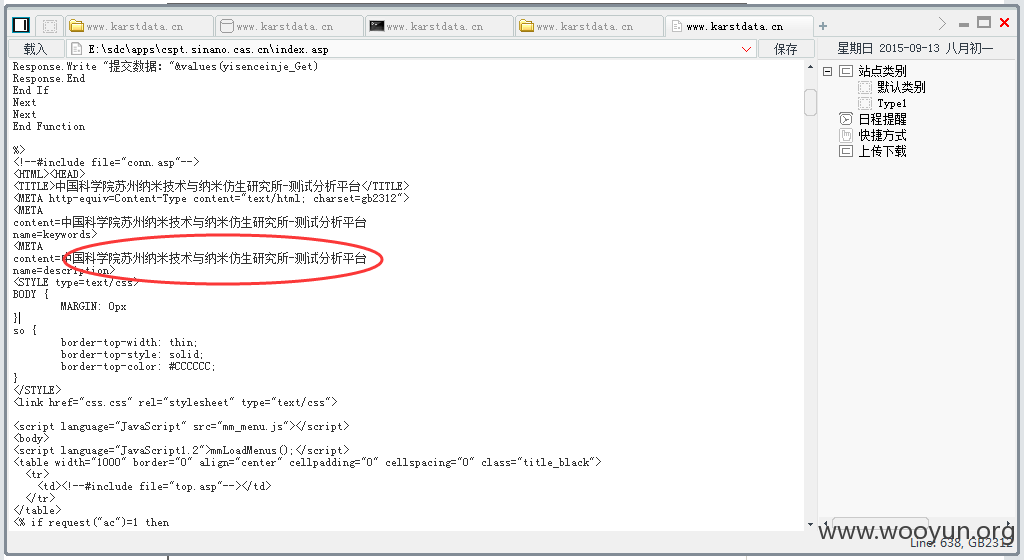 www.karstdata.cn
www.karstdata.cn
www.karstdata.cn
www.karstdata.cn
www.karstdata.cn
载入
E:\sdc\apps\cspt.sinano.cas.cn\index.asp
保存
星期日 2015-09-13 八月初一
Response.Write "提交数据："&values(yisenceinje_Get)
Response.End
End If
Next
Next
End Function
%>
<!--#include file="conn.asp"-->
<HTML><HEAD>
<TITLE>中国科学院苏州纳米技术与纳米仿生研究所-测试分析平台</TITLE>
<META http-equiv=Content-Type content="text/html; charset=gb2312">
<META
content=中国科学院苏州纳米技术与纳米仿生研究所-测试分析平台
name=keywords>
<META
content=中国科学院苏州纳米技术与纳米仿生研究所-测试分析平台
name=description>
<STYLE type=text/css>
BODY {
MARGIN: 0px
}
so {
border-top-width: thin;
border-top-style: solid;
border-top-color: #CCCCCC;
}
</STYLE>
<link href="css.css" rel="stylesheet" type="text/css">
<script language="JavaScript" src="mm_menu.js"></script>
<body>
<script language="JavaScript1.2">mmLoadMenus();</script>
<table width="1000" border="0" align="center" cellpadding="0" cellspacing="0" class="title_black">
<tr>
<td><!--#include file="top.asp"--></td>
</tr>
</table>
<% if request("ac")=1 then
站点类别
默认类别
Type1
日程提醒
快捷方式
上传下载
www.wooyun.org
Line: 638, GB2312